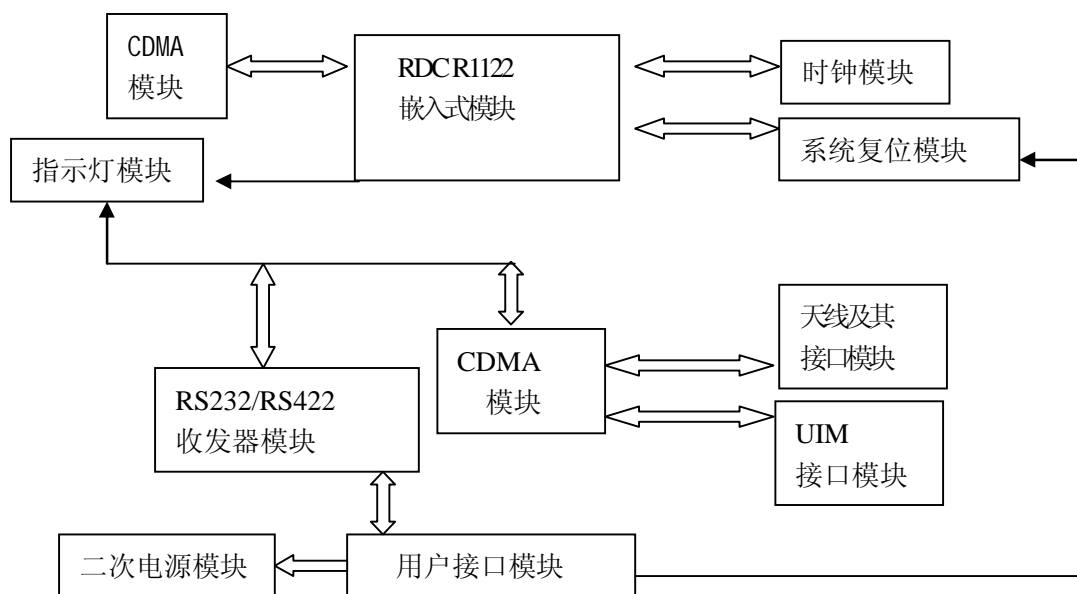 CDMA
模块
RDCR1122
嵌入式模块
时钟模块
系统复位模块
指示灯模块
天线及其
接口模块
CDMA
模块
RS232/RS422
收发器模块
UIM
接口模块
二次电源模块
用户接口模块